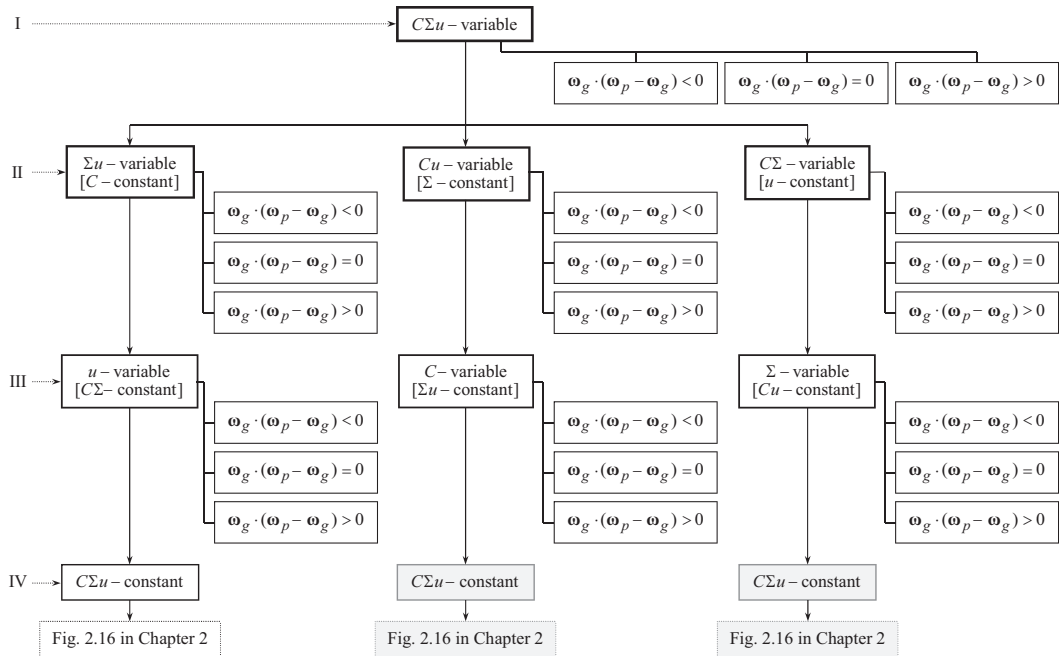 I
CΣu – variable
ω_g · (ω_p – ω_g) < 0
ω_g · (ω_p – ω_g) = 0
ω_g · (ω_p – ω_g) > 0
II
Σu – variable
[C – constant]
ω_g · (ω_p – ω_g) < 0
ω_g · (ω_p – ω_g) = 0
ω_g · (ω_p – ω_g) > 0
Cu – variable
[Σ – constant]
ω_g · (ω_p – ω_g) < 0
ω_g · (ω_p – ω_g) = 0
ω_g · (ω_p – ω_g) > 0
CΣ – variable
[u – constant]
ω_g · (ω_p – ω_g) < 0
ω_g · (ω_p – ω_g) = 0
ω_g · (ω_p – ω_g) > 0
III
u – variable
[CΣ – constant]
ω_g · (ω_p – ω_g) < 0
ω_g · (ω_p – ω_g) = 0
ω_g · (ω_p – ω_g) > 0
C – variable
[Σu – constant]
ω_g · (ω_p – ω_g) < 0
ω_g · (ω_p – ω_g) = 0
ω_g · (ω_p – ω_g) > 0
Σ – variable
[Cu – constant]
ω_g · (ω_p – ω_g) < 0
ω_g · (ω_p – ω_g) = 0
ω_g · (ω_p – ω_g) > 0
IV
CΣu – constant
CΣu – constant
CΣu – constant
Fig. 2.16 in Chapter 2
Fig. 2.16 in Chapter 2
Fig. 2.16 in Chapter 2